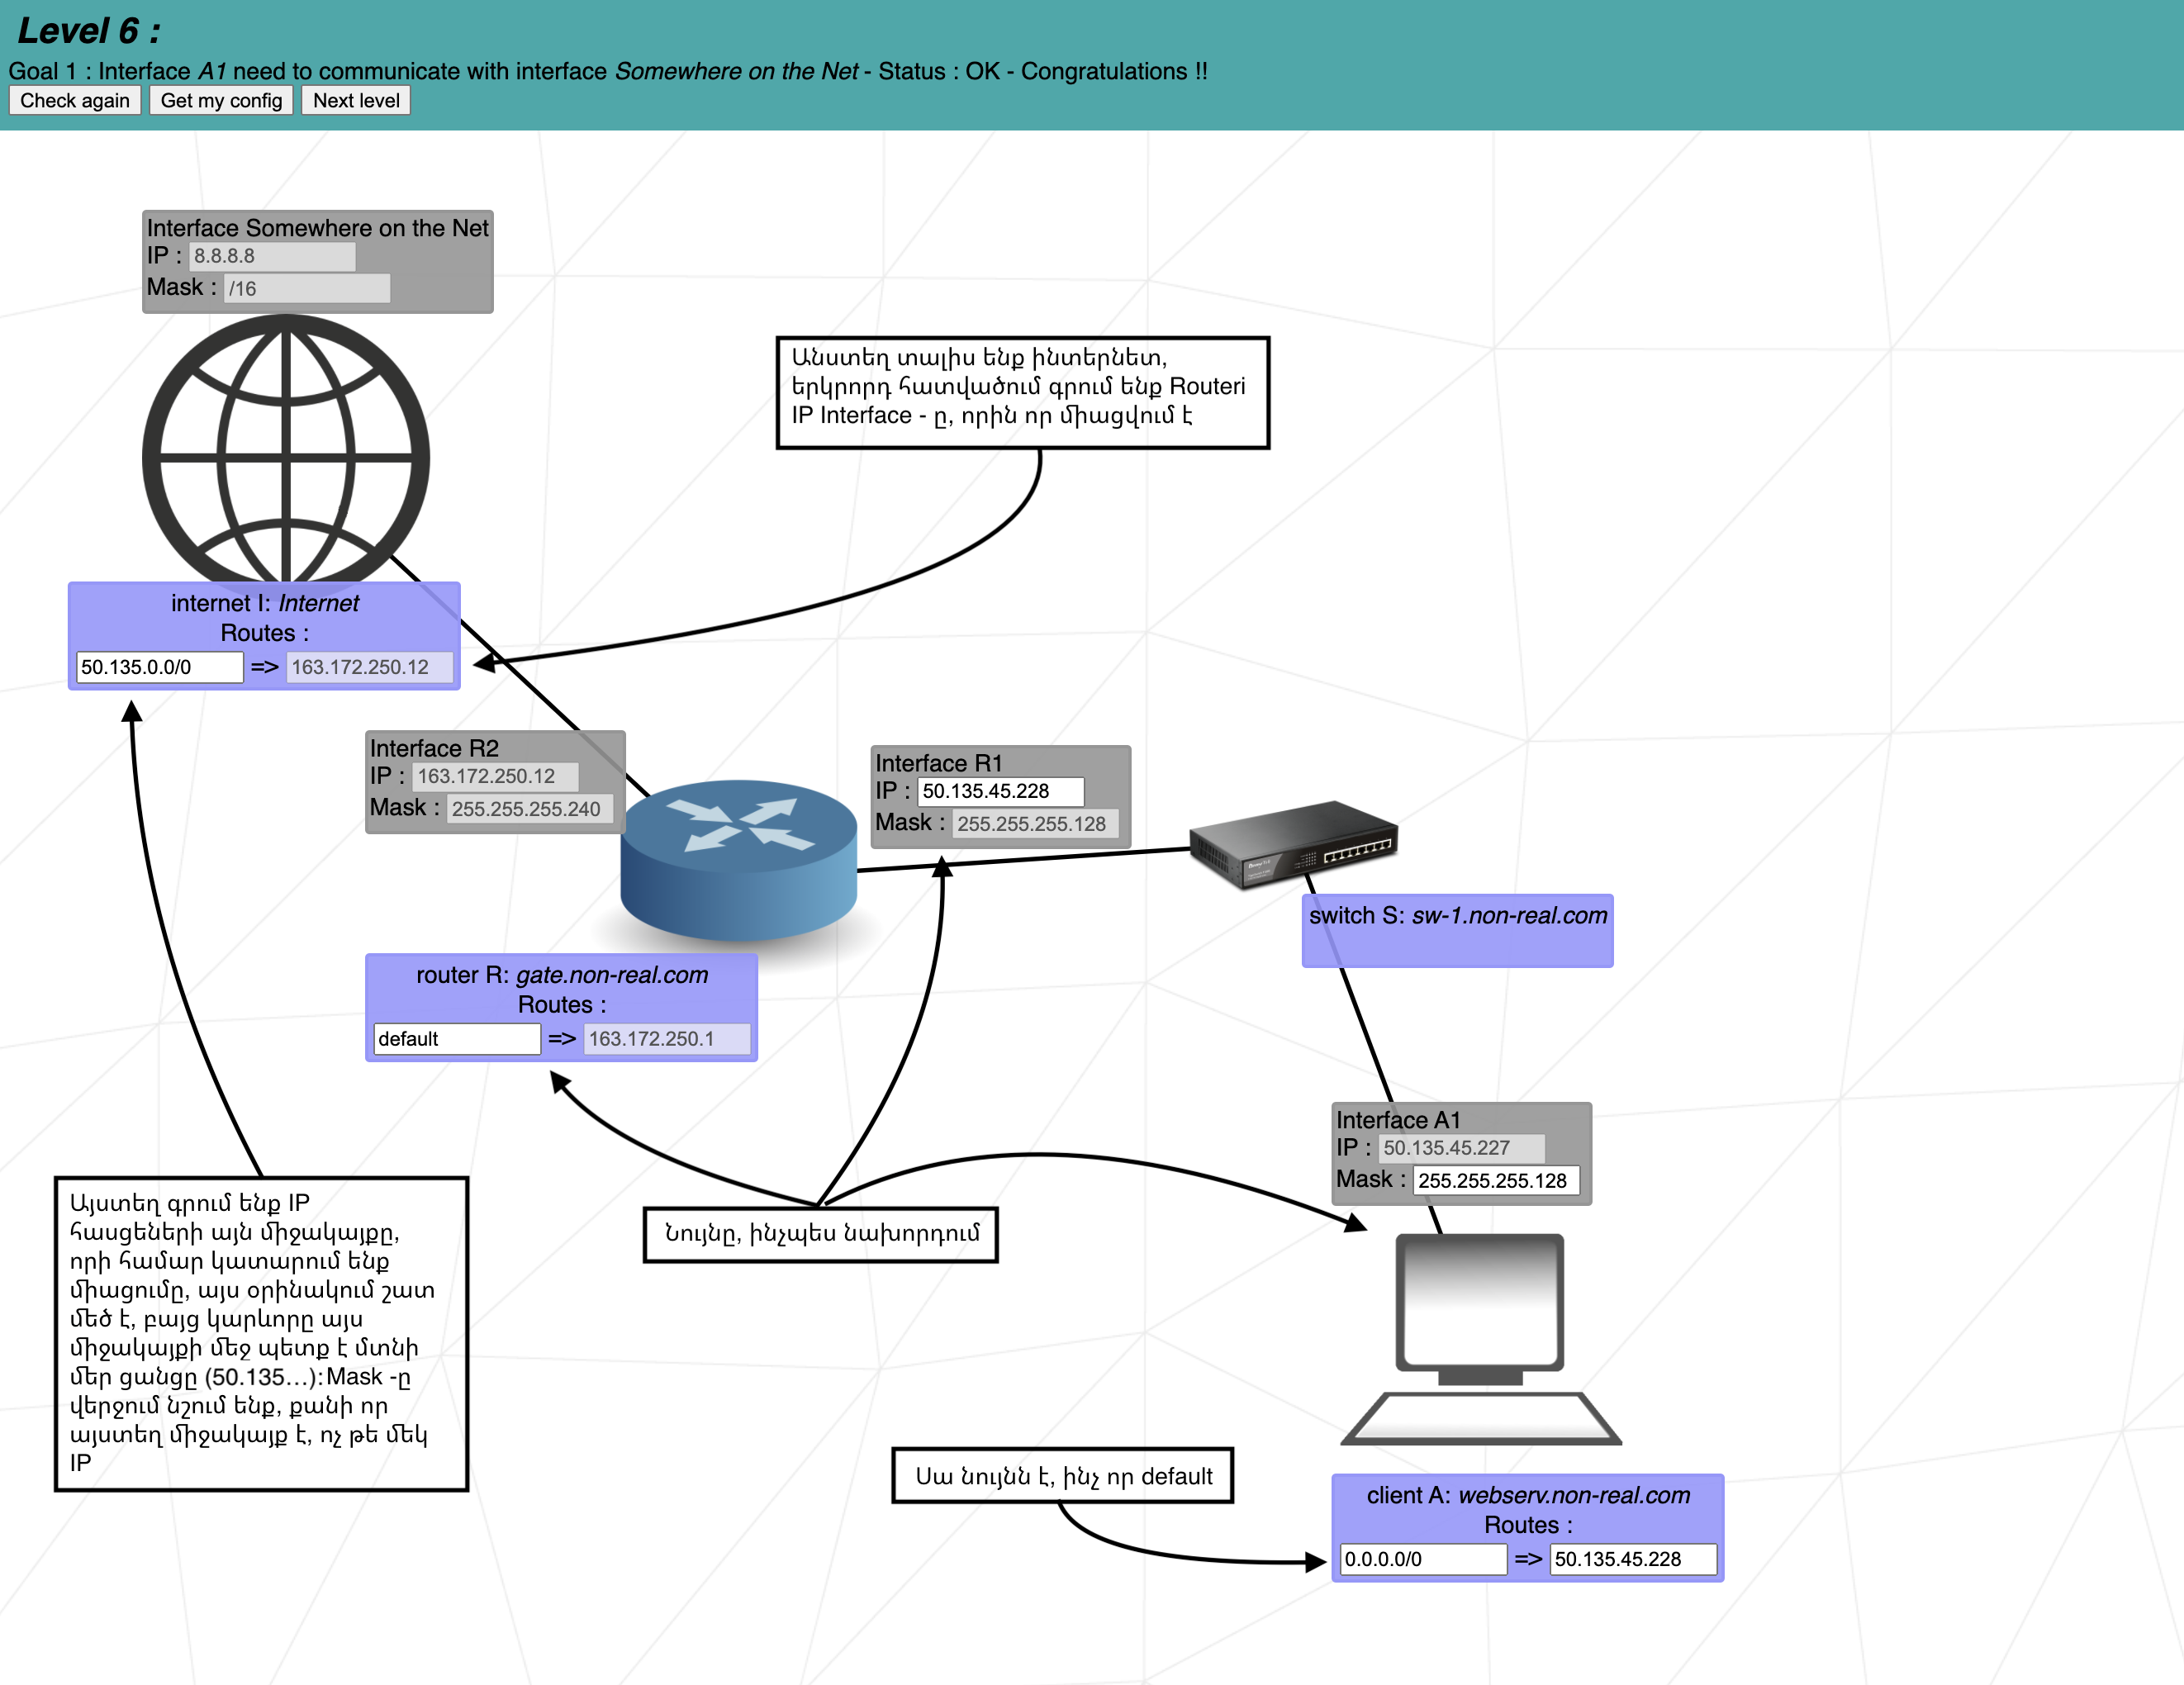 Level 6 :
Goal 1 : Interface A1 need to communicate with interface Somewhere on the Net - Status : OK - Congratulations !!
Check again Get my config Next level
Interface Somewhere on the Net
IP : 8.8.8.8
Mask : /16
Անստեղ տալիս ենք ինտերնետ,
երկրորդ հատվածում գրում ենք Routeri
IP Interface - ը, որին որ միացվում է
internet I: Internet
Routes :
50.135.0.0/0 => 163.172.250.12
Interface R2
IP : 163.172.250.12
Mask : 255.255.255.240
Interface R1
IP : 50.135.45.228
Mask : 255.255.255.128
switch S: sw-1.non-real.com
router R: gate.non-real.com
Routes :
default => 163.172.250.1
Interface A1
IP : 50.135.45.227
Mask : 255.255.255.128
Այստեղ գրում ենք IP
հասցեների այն միջակայքը,
որի համար կատարում ենք
միացումը, այս օրինակում շատ
մեծ է, բայց կարևորը այս
միջակայքի մեջ պետք է մտնի
մեր ցանցը (50.135...):Mask -ը
վերջում նշում ենք, քանի որ
այստեղ միջակայք է, ոչ թե մեկ
IP
Նույնը, ինչպես նախորդում
Սա նույնն է, ինչ որ default
client A: webserv.non-real.com
Routes :
0.0.0.0/0 => 50.135.45.228